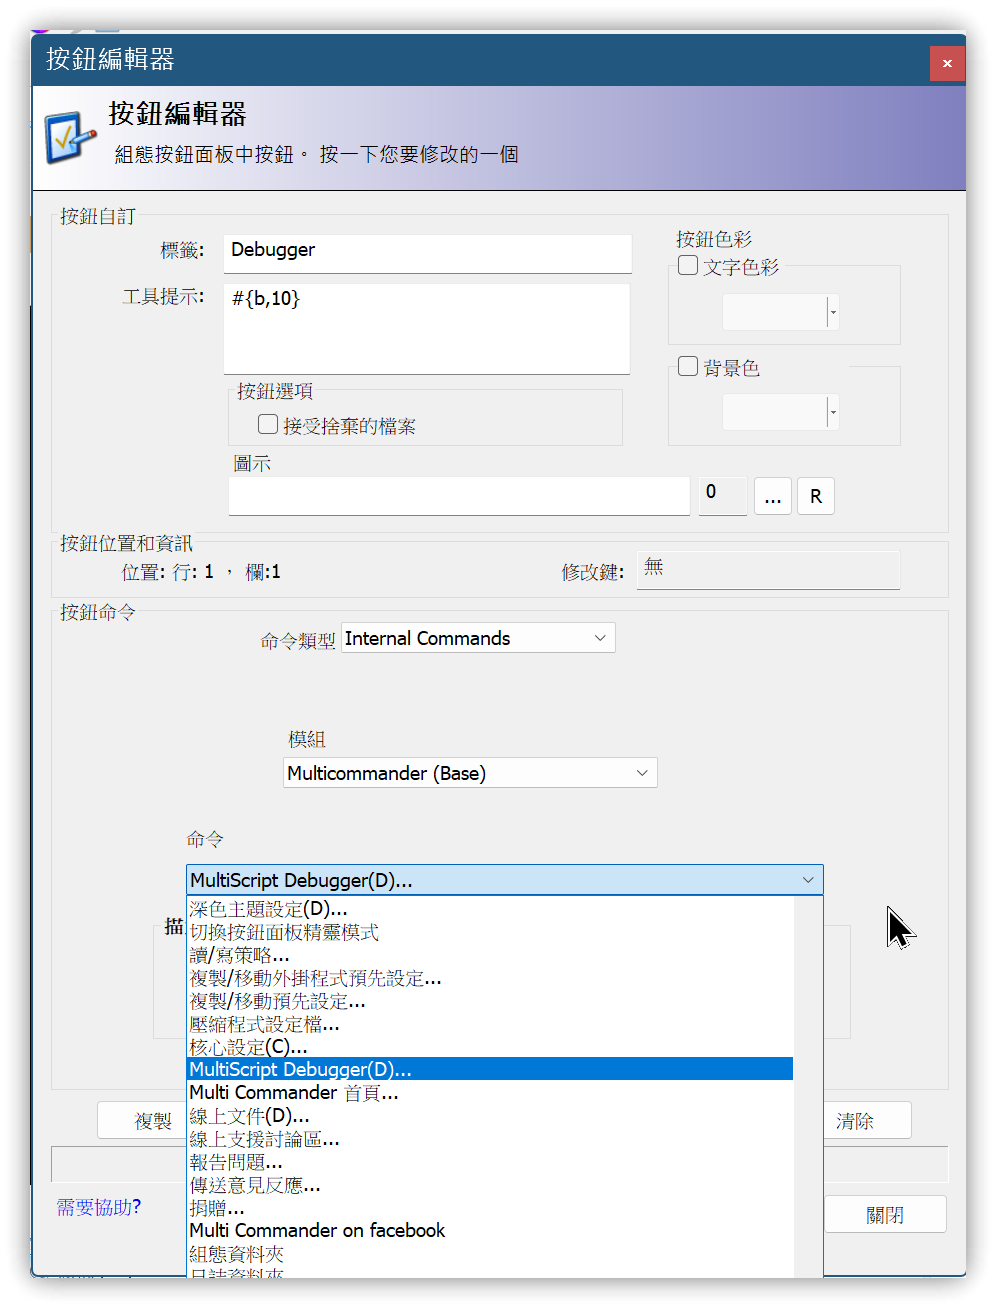 按鈕編輯器
按鈕編輯器
組態按鈕面板中按鈕。 按一下您要修改的一個
按鈕自訂
標籤: Debugger
工具提示: #{b,10}
按鈕色彩
文字色彩
背景色
按鈕選項
接受捨棄的檔案
圖示
0 ... R
按鈕位置和資訊
位置: 行: 1 , 欄:1
修改鍵: 無
按鈕命令
命令類型 Internal Commands
模組
Multicommander (Base)
命令
MultiScript Debugger(D)...
深色主題設定(D)...
切換按鈕面板精靈模式
讀/寫策略...
複製/移動外掛程式預先設定...
複製/移動預先設定...
壓縮程式設定檔...
核心設定(C)...
MultiScript Debugger(D)...
Multi Commander 首頁...
線上文件(D)...
線上支援討論區...
報告問題...
傳送意見反應...
捐贈...
Multi Commander on facebook
組態資料夾
日誌資料夾
描
複製
清除
需要協助?
關閉